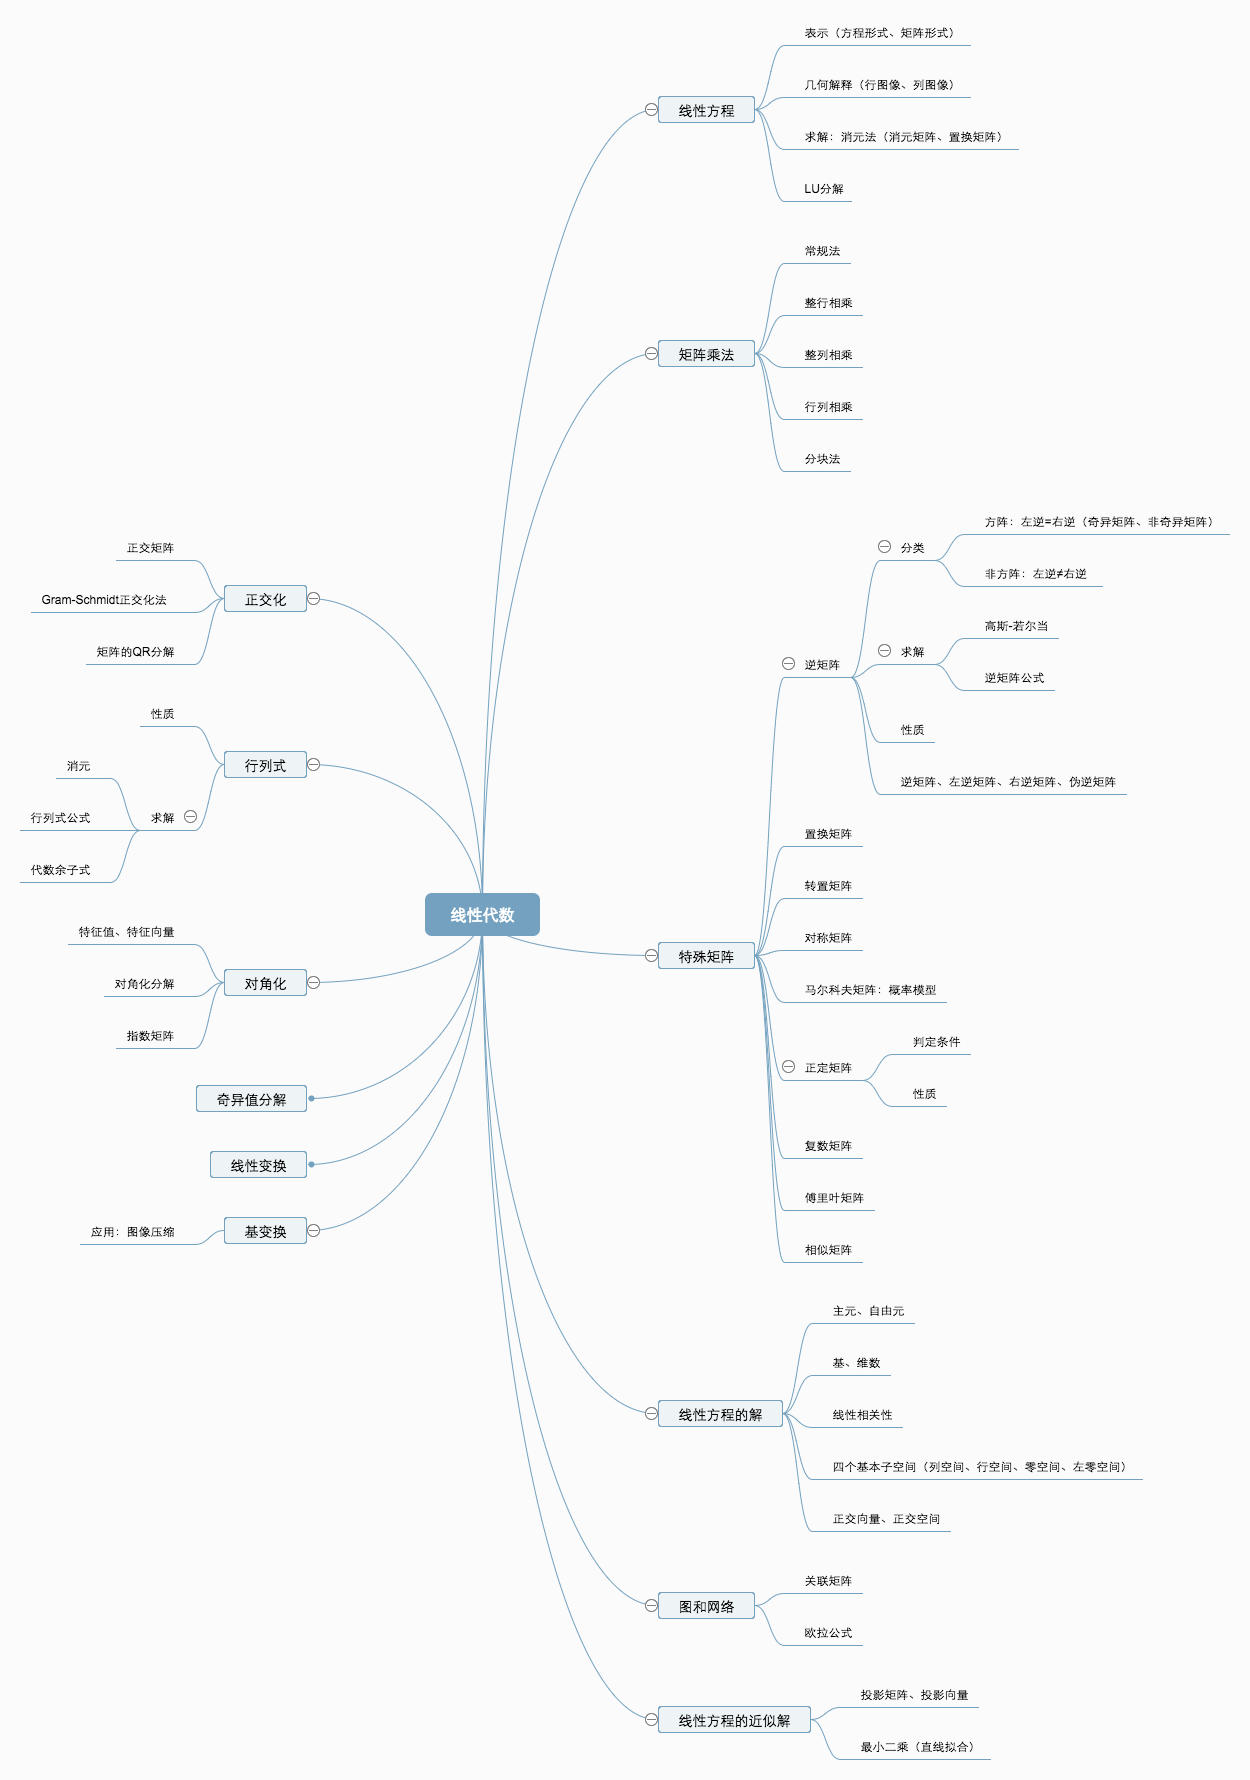 线性代数
线性方程
表示（方程形式、矩阵形式）
几何解释（行图像、列图像）
求解：消元法（消元矩阵、置换矩阵）
LU分解
矩阵乘法
常规法
整行相乘
整列相乘
行列相乘
分块法
特殊矩阵
逆矩阵
分类
方阵：左逆=右逆（奇异矩阵、非奇异矩阵）
非方阵：左逆≠右逆
求解
高斯-若尔当
逆矩阵公式
性质
逆矩阵、左逆矩阵、右逆矩阵、伪逆矩阵
置换矩阵
转置矩阵
对称矩阵
马尔科夫矩阵：概率模型
正定矩阵
判定条件
性质
复数矩阵
傅里叶矩阵
相似矩阵
线性方程的解
主元、自由元
基、维数
线性相关性
四个基本子空间（列空间、行空间、零空间、左零空间）
正交向量、正交空间
图和网络
关联矩阵
欧拉公式
线性方程的近似解
投影矩阵、投影向量
最小二乘（直线拟合）
正交化
正交矩阵
Gram-Schmidt正交化法
矩阵的QR分解
行列式
性质
求解
消元
行列式公式
代数余子式
对角化
特征值、特征向量
对角化分解
指数矩阵
奇异值分解
线性变换
基变换
应用：图像压缩